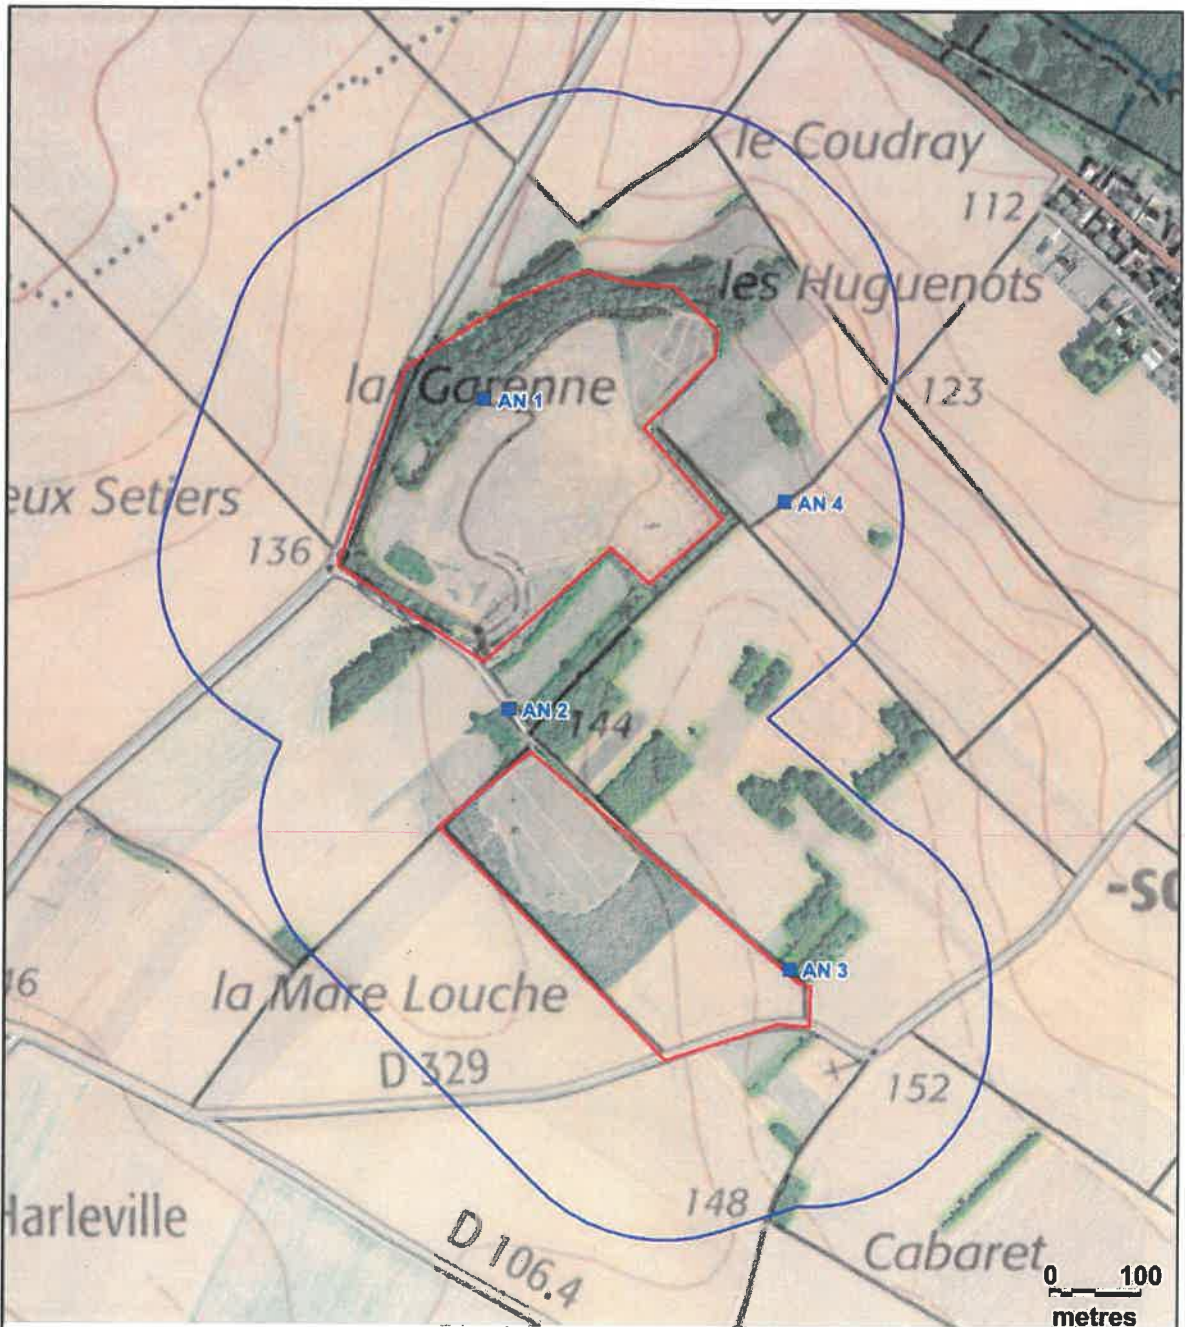 le Coudray
112
les Huguenots
la Garenne
AN 1
123
eux Setiers
AN 4
136
AN 2
144
-so
AN 3
46
la Mare Louche
D 329
152
148
Harleville
D 106.4
Cabaret
0 100
metres